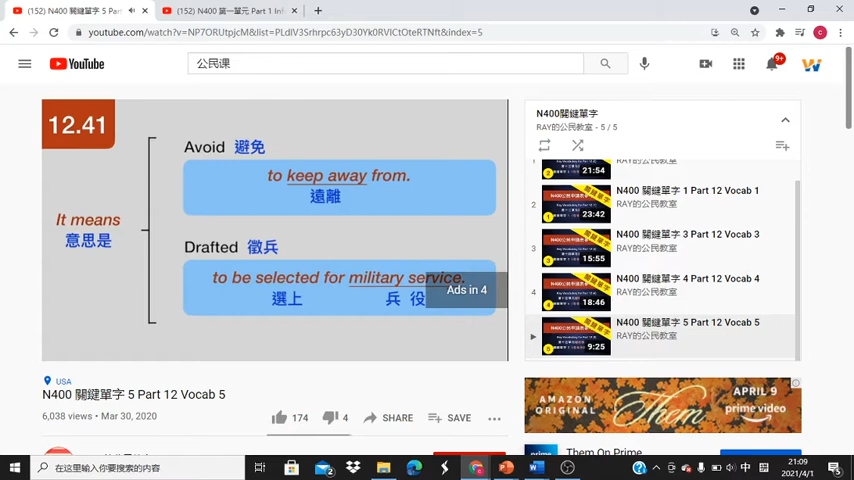 (152) N400 關鍵單字 5 Part
(152) N400 第一單元 Part 1 Inf
youtube.com/watch?v=NP7ORUtpjcM&list=PLdlV3Srhrpc63yD30Yk0RVICtOteRTNft&index=5
YouTube
公民课
9+
12.41
Avoid 避免
to keep away from.
遠離
It means
意思是
Drafted 徵兵
to be selected for military service.
選上 兵 役
Ads in 4
N400關鍵單字
RAY的公民教室 - 5 / 5
RAY的公民教室
21:54
N400 關鍵單字 1 Part 12 Vocab 1
RAY的公民教室
23:42
N400 關鍵單字 3 Part 12 Vocab 3
RAY的公民教室
15:55
N400 關鍵單字 4 Part 12 Vocab 4
RAY的公民教室
18:46
N400 關鍵單字 5 Part 12 Vocab 5
RAY的公民教室
9:25
USA
N400 關鍵單字 5 Part 12 Vocab 5
6,038 views • Mar 30, 2020
174
4
SHARE
SAVE
AMAZON
ORIGINAL
Them
APRIL 9
prime video
prime video
Them On Prime
在这里输入你要搜索的内容
中
21:09
2021/4/1